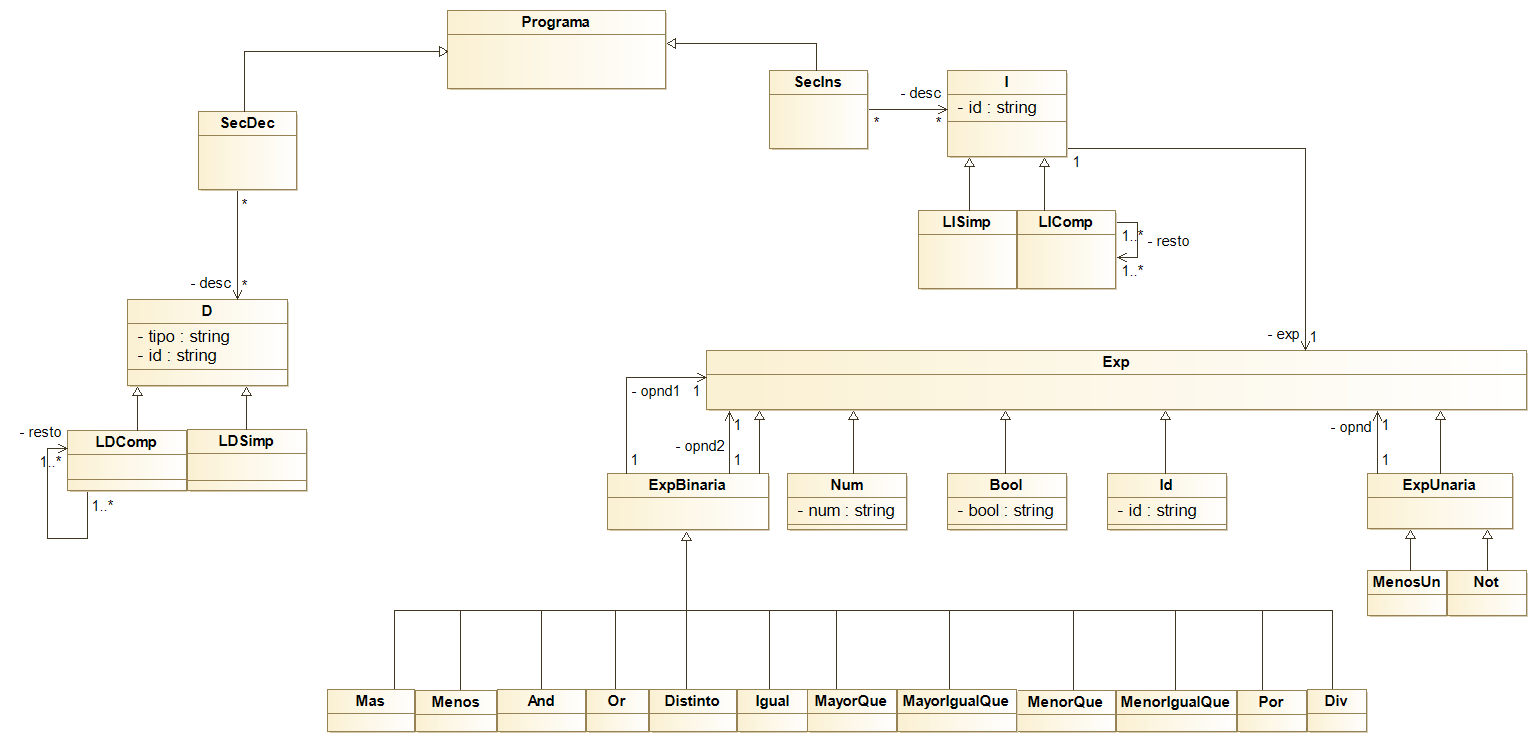 Programa
SecIns
I
- id : string
- desc
*
*
SecDec
*
- desc
*
1
LISimp
LIComp
1..*
- resto
1..*
D
- tipo : string
- id : string
- exp
1
Exp
- opnd1
1
1
- opnd2
1
1
- opnd
1
1
- resto
1..*
LDComp
LDSimp
1..*
ExpBinaria
Num
- num : string
Bool
- bool : string
Id
- id : string
ExpUnaria
MenosUn
Not
Mas
Menos
And
Or
Distinto
Igual
MayorQue
MayorIgualQue
MenorQue
MenorIgualQue
Por
Div